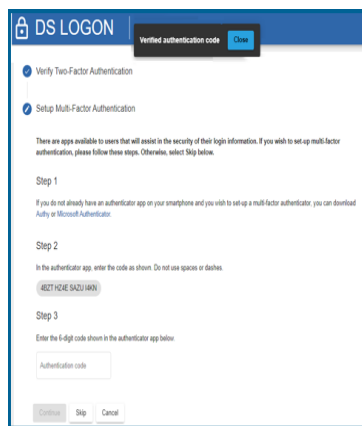 DS LOGON
Verified authentication code
Close
Verify Two-Factor Authentication
Setup Multi-Factor Authentication
There are apps available to users that will assist in the security of their login information. If you wish to set-up multi-factor
authentication, please follow these steps. Otherwise, select Skip below.
Step 1
If you do not already have an authenticator app on your smartphone and you wish to set-up a multi-factor authenticator, you can download
Authy or Microsoft Authenticator.
Step 2
In the authenticator app, enter the code as shown. Do not use spaces or dashes.
4BZT HZ4E SAZU I4KN
Step 3
Enter the 6-digit code shown in the authenticator app below.
Authentication code
Continue
Skip
Cancel